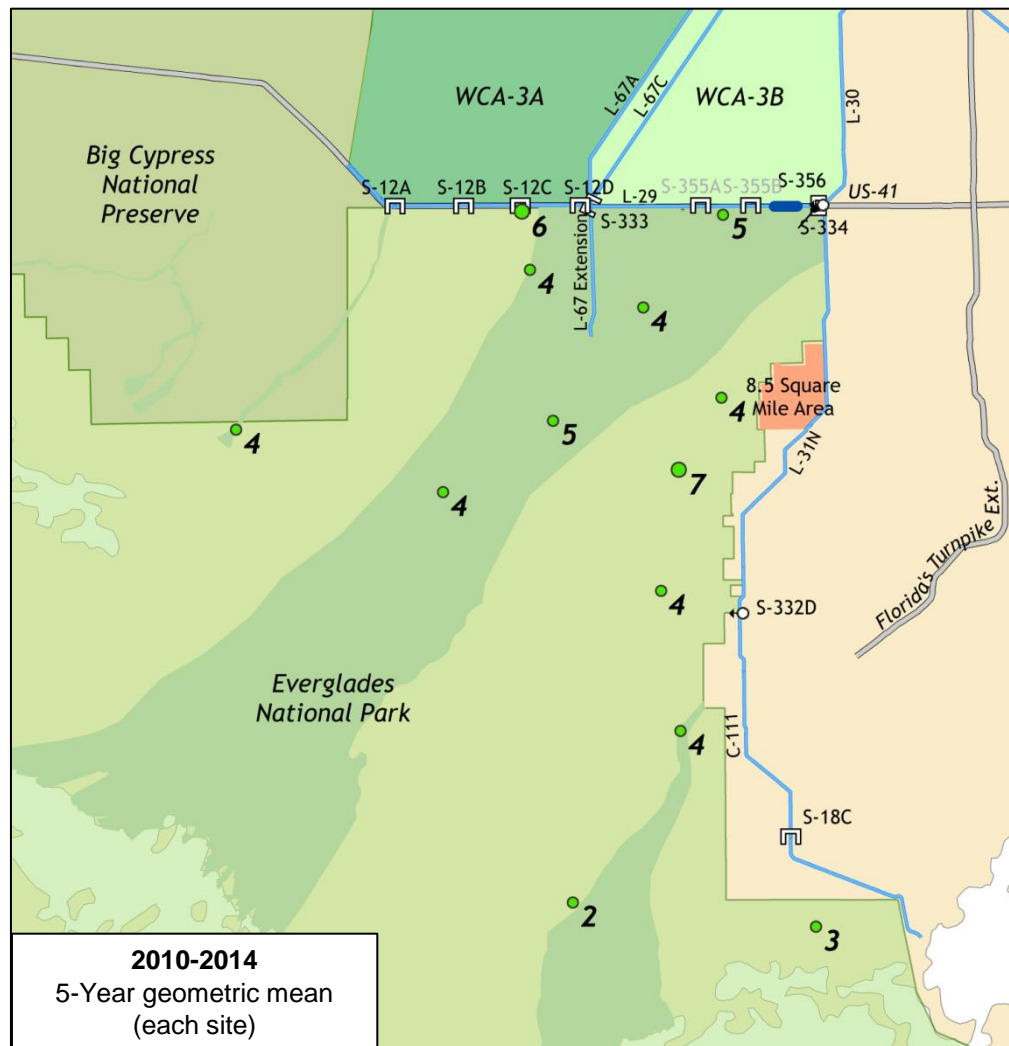 WCA-3A
L-67A
L-67C
WCA-3B
L-30
Big Cypress
National
Preserve
S-12A
S-12B
S-12C
S-12D
L-29
S-355A
S-355B
S-356
US-41
S-333
S-334
6
5
L-67 Extension
4
4
8.5 Square
Mile Area
4
5
4
L-31N
7
4
Florida's Turnpike Ext.
4
S-332D
Everglades
National Park
4
C-111
S-18C
2
3
2010-2014
5-Year geometric mean
(each site)